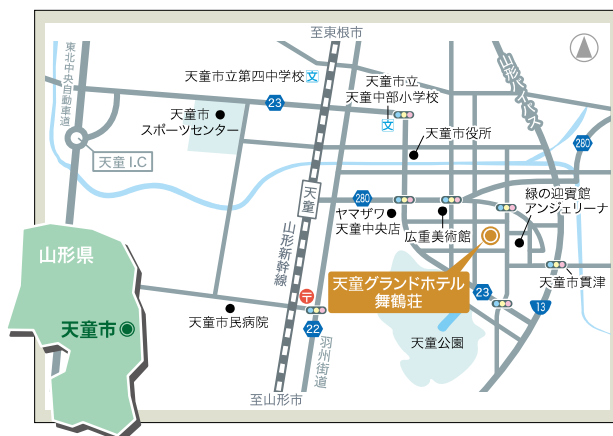 至東根市
東北中央自動車道
天童市立第四中学校
文
天童市立
天童中部小学校
文
山形バイパス
23
天童市
スポーツセンター
天童市役所
280
天童 I.C
天童
280
ヤマザワ
天童中央店
広重美術館
緑の迎賓館
アンジェリーナ
山形県
山形新幹線
天童グランドホテル
舞鶴荘
天童市貫津
23
13
天童市
天童市民病院
〒
22
羽州街道
天童公園
至山形市